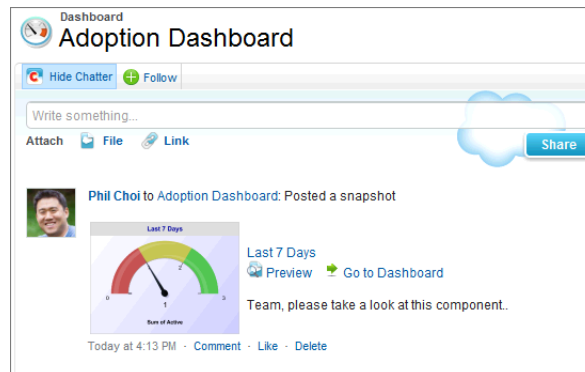 Dashboard
Adoption Dashboard
Hide Chatter Follow
Write something...
Attach File Link
Share
Phil Choi to Adoption Dashboard: Posted a snapshot
Last 7 Days
0 1 2 3
Sum of Active
Last 7 Days
Preview Go to Dashboard
Team, please take a look at this component..
Today at 4:13 PM · Comment · Like · Delete